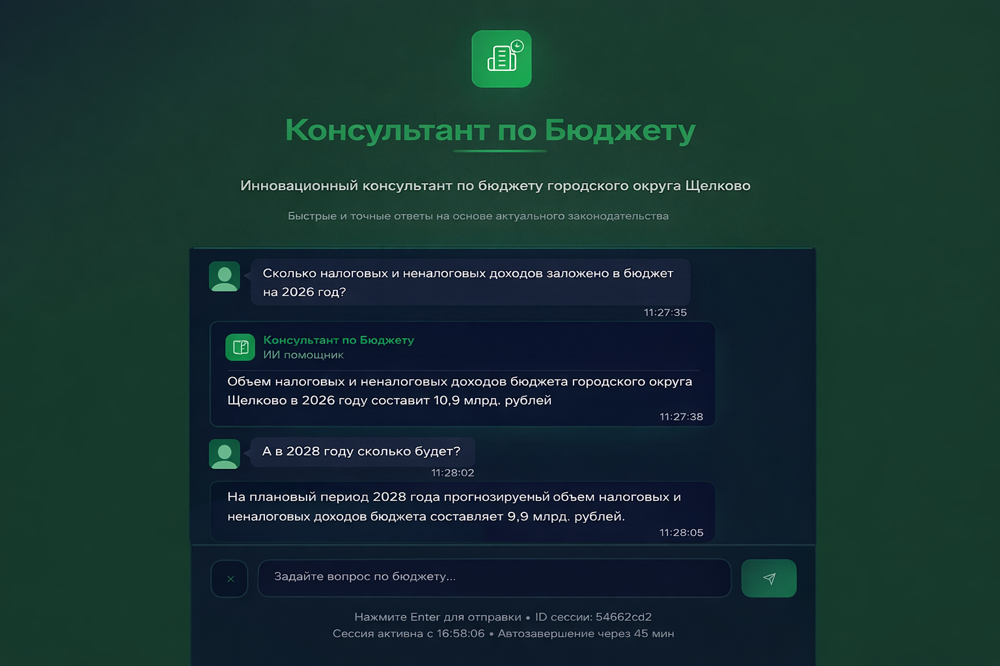 Консультант по Бюджету
Инновационный консультант по бюджету городского округа Щелково
Быстрые и точные ответы на основе актуального законодательства
Сколько налоговых и неналоговых доходов заложено в бюджет
на 2026 год?
11:27:35
Консультант по Бюджету
ИИ помощник
Объем налоговых и неналоговых доходов бюджета городского округа
Щелково в 2026 году составит 10,9 млрд. рублей
11:27:38
А в 2028 году сколько будет?
11:28:02
На плановый период 2028 года прогнозируемый объем налоговых и
неналоговых доходов бюджета составляет 9,9 млрд. рублей.
11:28:05
Задайте вопрос по бюджету...
Нажмите Enter для отправки • ID сессии: 54662cd2
Сессия активна с 16:58:06 • Автозавершение через 45 мин